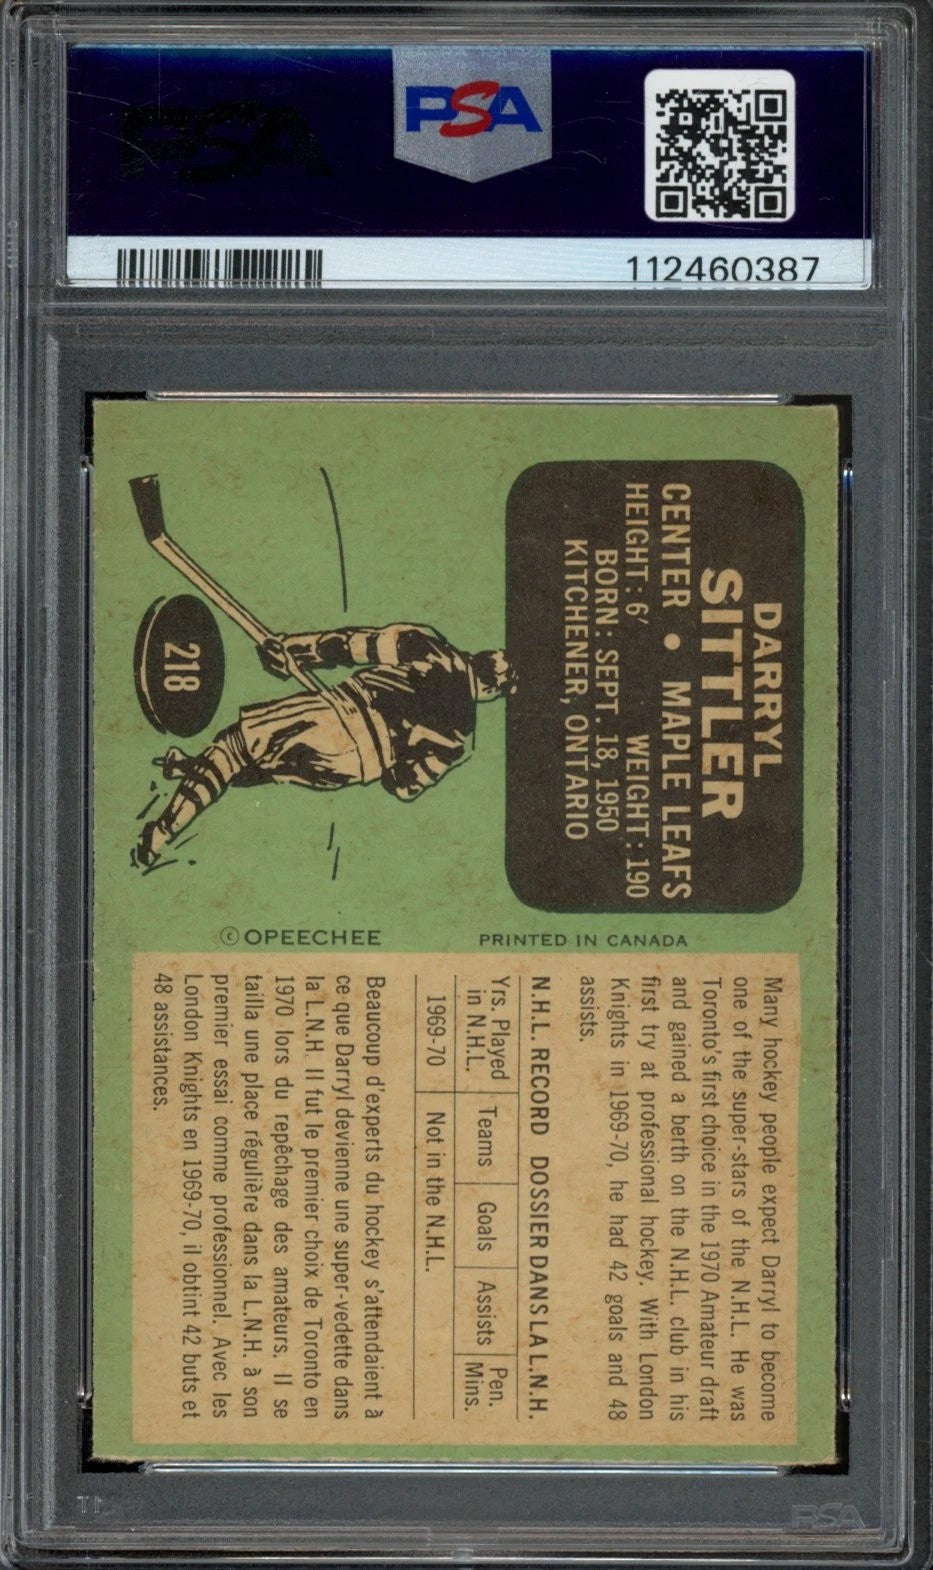 PSA
PSA
112460387
DARRYL
SITTLER
CENTER • MAPLE LEAFS
HEIGHT: 6' WEIGHT: 190
BORN: SEPT. 18, 1950
KITCHENER, ONTARIO
218
© OPEECHEE
PRINTED IN CANADA
Many hockey people expect Darryl to become
one of the super-stars of the N.H.L. He was
Toronto's first choice in the 1970 Amateur draft
and gained a berth on the N.H.L. club in his
first try at professional hockey. With London
Knights in 1969-70, he had 42 goals and 48
assists.
N.H.L. RECORD DOSSIER DANS LA L.N.H.
Yrs. Played
in N.H.L. Teams Goals Assists Pen.
Mins.
1969-70 Not in the N.H.L.
Beaucoup d'experts du hockey s'attendaient à
ce que Darryl devienne une super-vedette dans
la L.N.H. Il fut le premier choix de Toronto en
1970 lors du repêchage des amateurs. Il se
tailla une place régulière dans la L.N.H. à son
premier essai comme professionnel. Avec les
London Knights en 1969-70, il obtint 42 buts et
48 assistances.
PSA